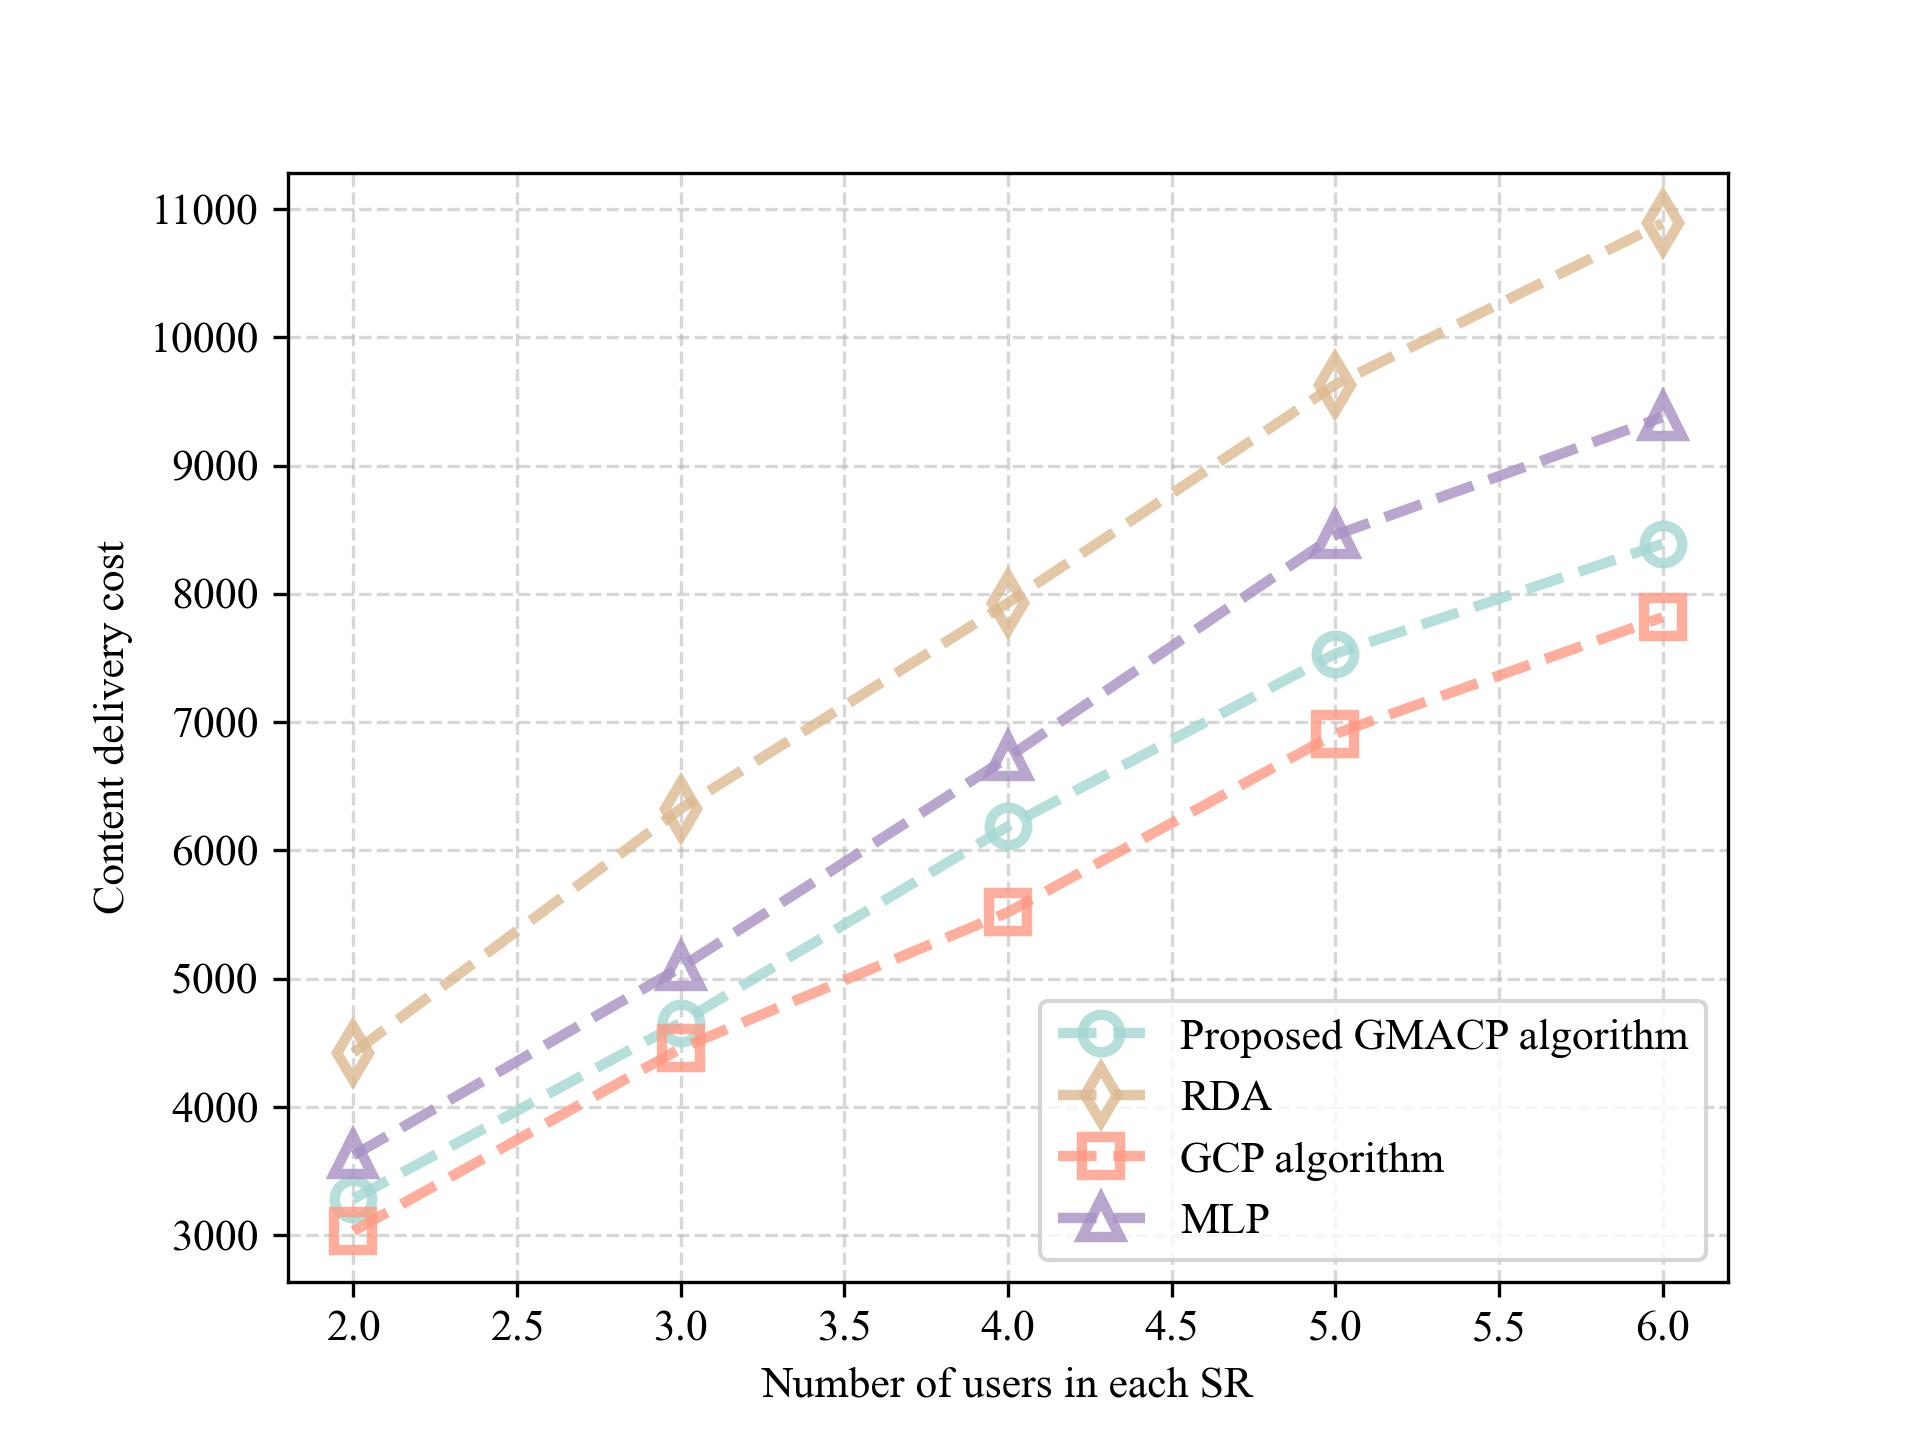 11000
10000
9000
8000
7000
6000
5000
4000
3000
Content delivery cost
Proposed GMACP algorithm
RDA
GCP algorithm
MLP
2.0 2.5 3.0 3.5 4.0 4.5 5.0 5.5 6.0
Number of users in each SR